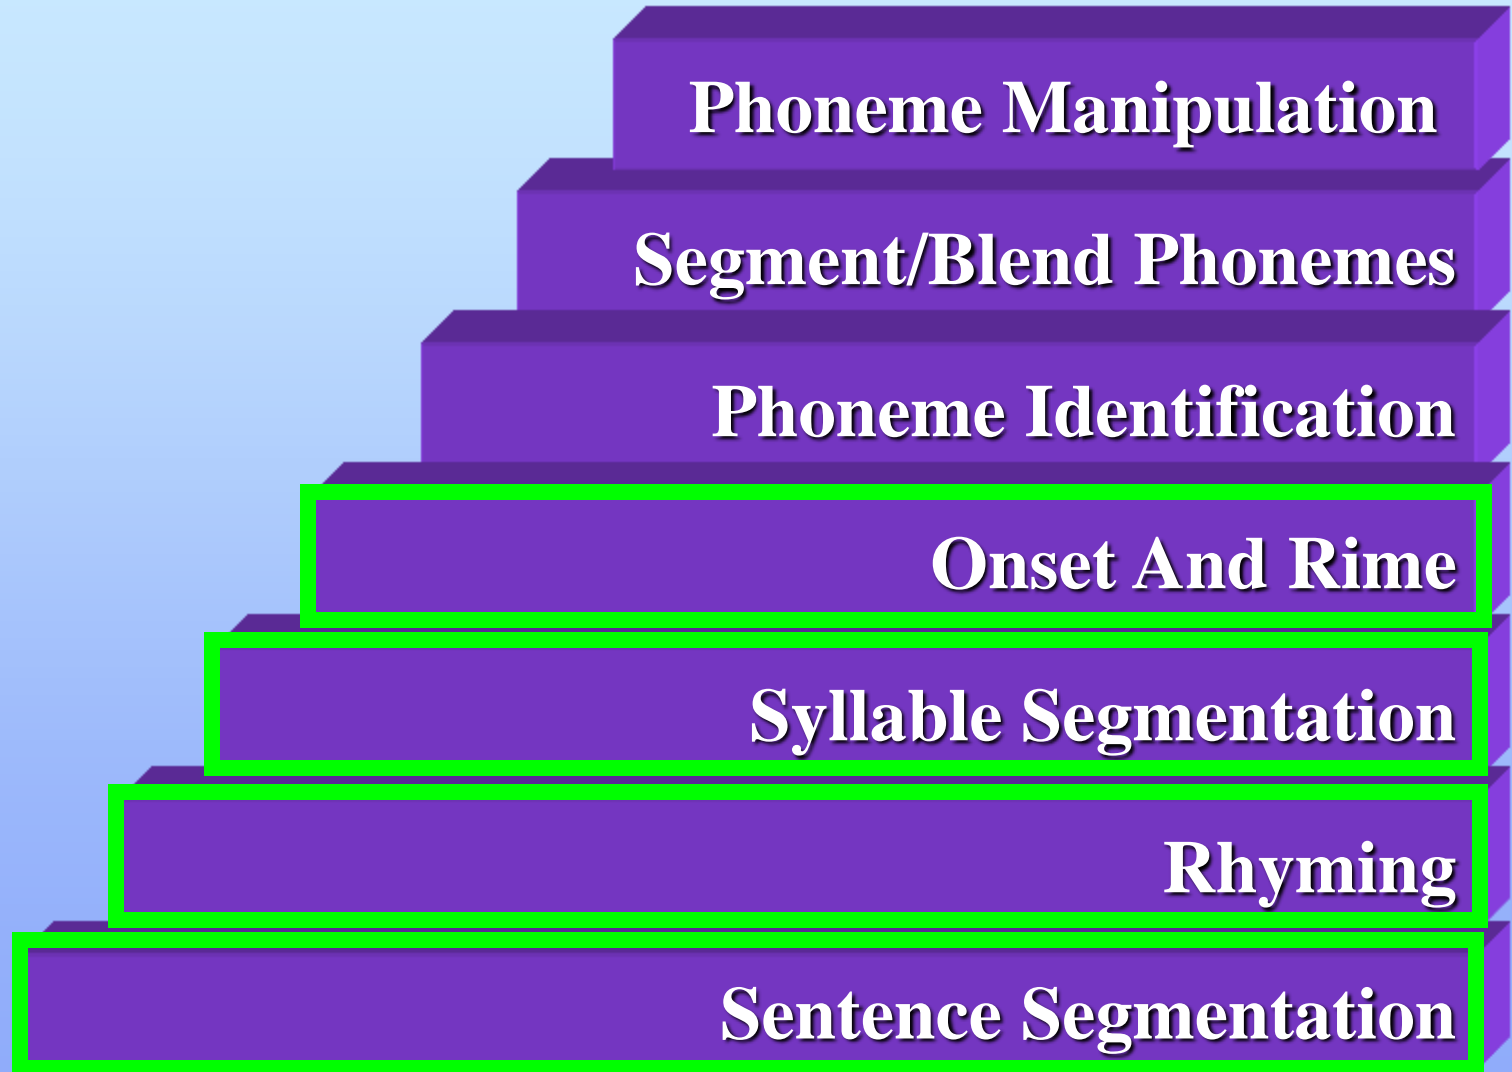 Phoneme Manipulation
Segment/Blend Phonemes
Phoneme Identification
Onset And Rime
Syllable Segmentation
Rhyming
Sentence Segmentation